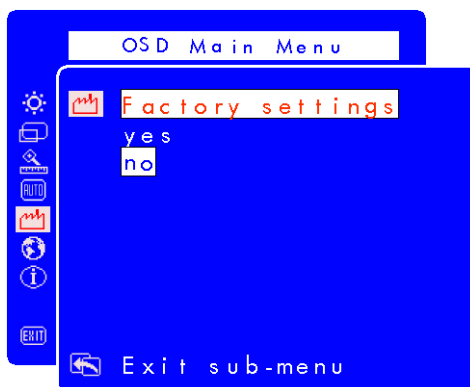 OSD Main Menu
Factory settings
yes
no
AUTO
EXIT
Exit sub-menu